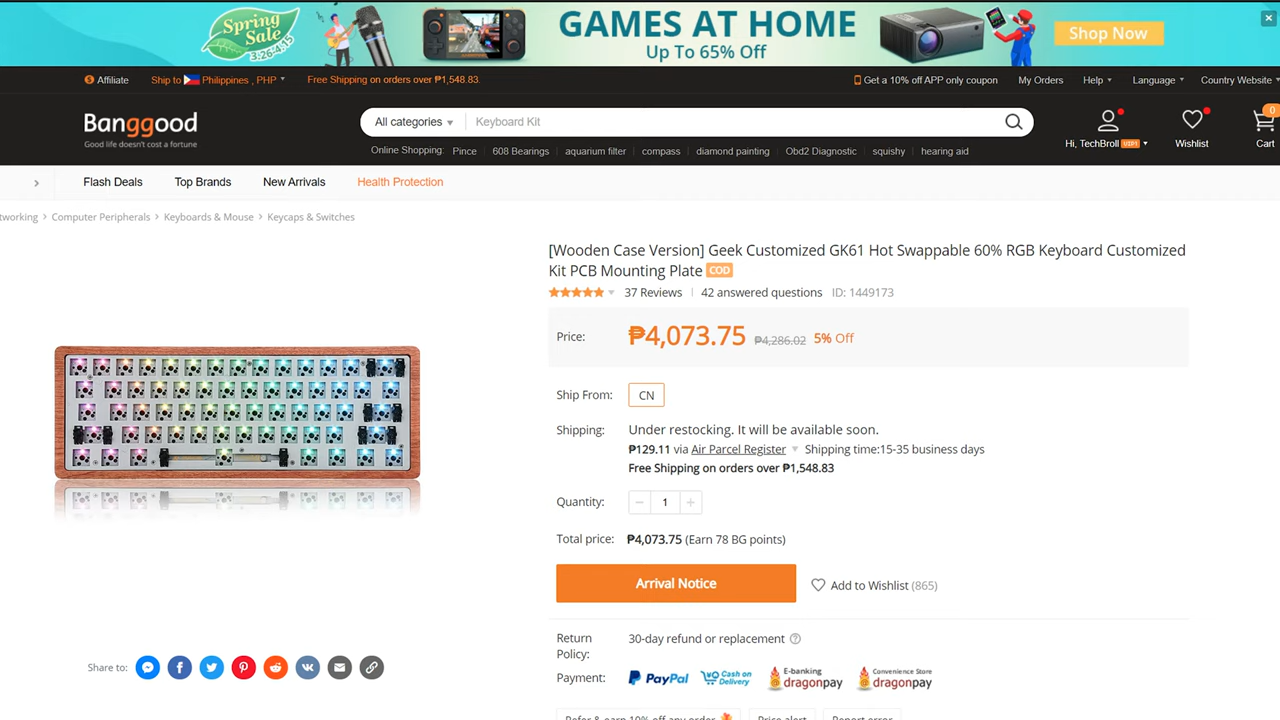 Spring
Sale
3.26-4.15
GAMES AT HOME
Up To 65% Off
Shop Now
Affiliate
Ship to Philippines , PHP
Free Shipping on orders over ₱1,548.83
Get a 10% off APP only coupon
My Orders
Help
Language
Country Website
Banggood
Good life doesn't cost a fortune
All categories
Keyboard Kit
0
Hi, TechBroll VIP1
Wishlist
Cart
Online Shopping: Pince 608 Bearings aquarium filter compass diamond painting Obd2 Diagnostic squishy hearing aid
Flash Deals
Top Brands
New Arrivals
Health Protection
tworking > Computer Peripherals > Keyboards & Mouse > Keycaps & Switches
[Wooden Case Version] Geek Customized GK61 Hot Swappable 60% RGB Keyboard Customized
Kit PCB Mounting Plate COD
37 Reviews | 42 answered questions ID: 1449173
Price: ₱4,073.75 ₱4,286.02 5% Off
Ship From: CN
Shipping: Under restocking. It will be available soon.
₱129.11 via Air Parcel Register Shipping time:15-35 business days
Free Shipping on orders over ₱1,548.83
Quantity: − 1 +
Total price: ₱4,073.75 (Earn 78 BG points)
Arrival Notice
Add to Wishlist (865)
Return
Policy:
30-day refund or replacement
Payment: PayPal Cash on Delivery E-banking dragonpay Convenience Store dragonpay
Share to:
Refer & earn 10% off any order
Price alert
Report error